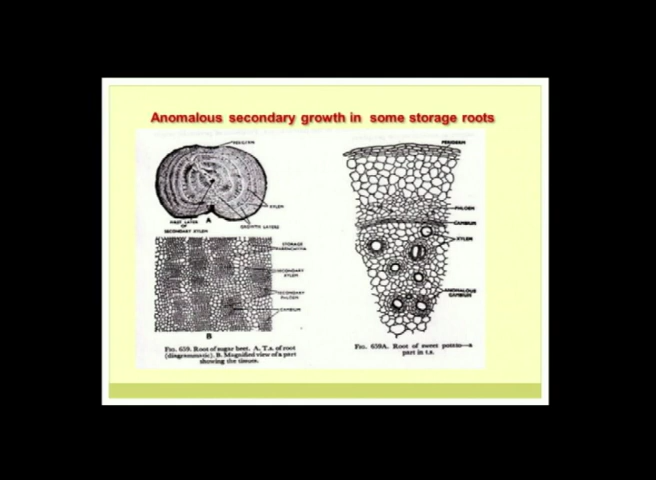 Anomalous secondary growth in some storage roots
PERIDERM
XYLEM
A
FIRST LAYER
OF
SECONDARY XYLEM
GROWTH LAYERS
STORAGE
PARENCHYMA
SECONDARY
XYLEM
SECONDARY
PHLOEM
CAMBIUM
B
FIG. 659. Root of sugar beet. A, T.s. of root
(diagrammatic). B. Magnified view of a part
showing the tissues.
PERIDERM
PHLOEM
CAMBIUM
XYLEM
ANOMALOUS
CAMBIUM
FIG. 659A. Root of sweet potato—a
part in t.s.